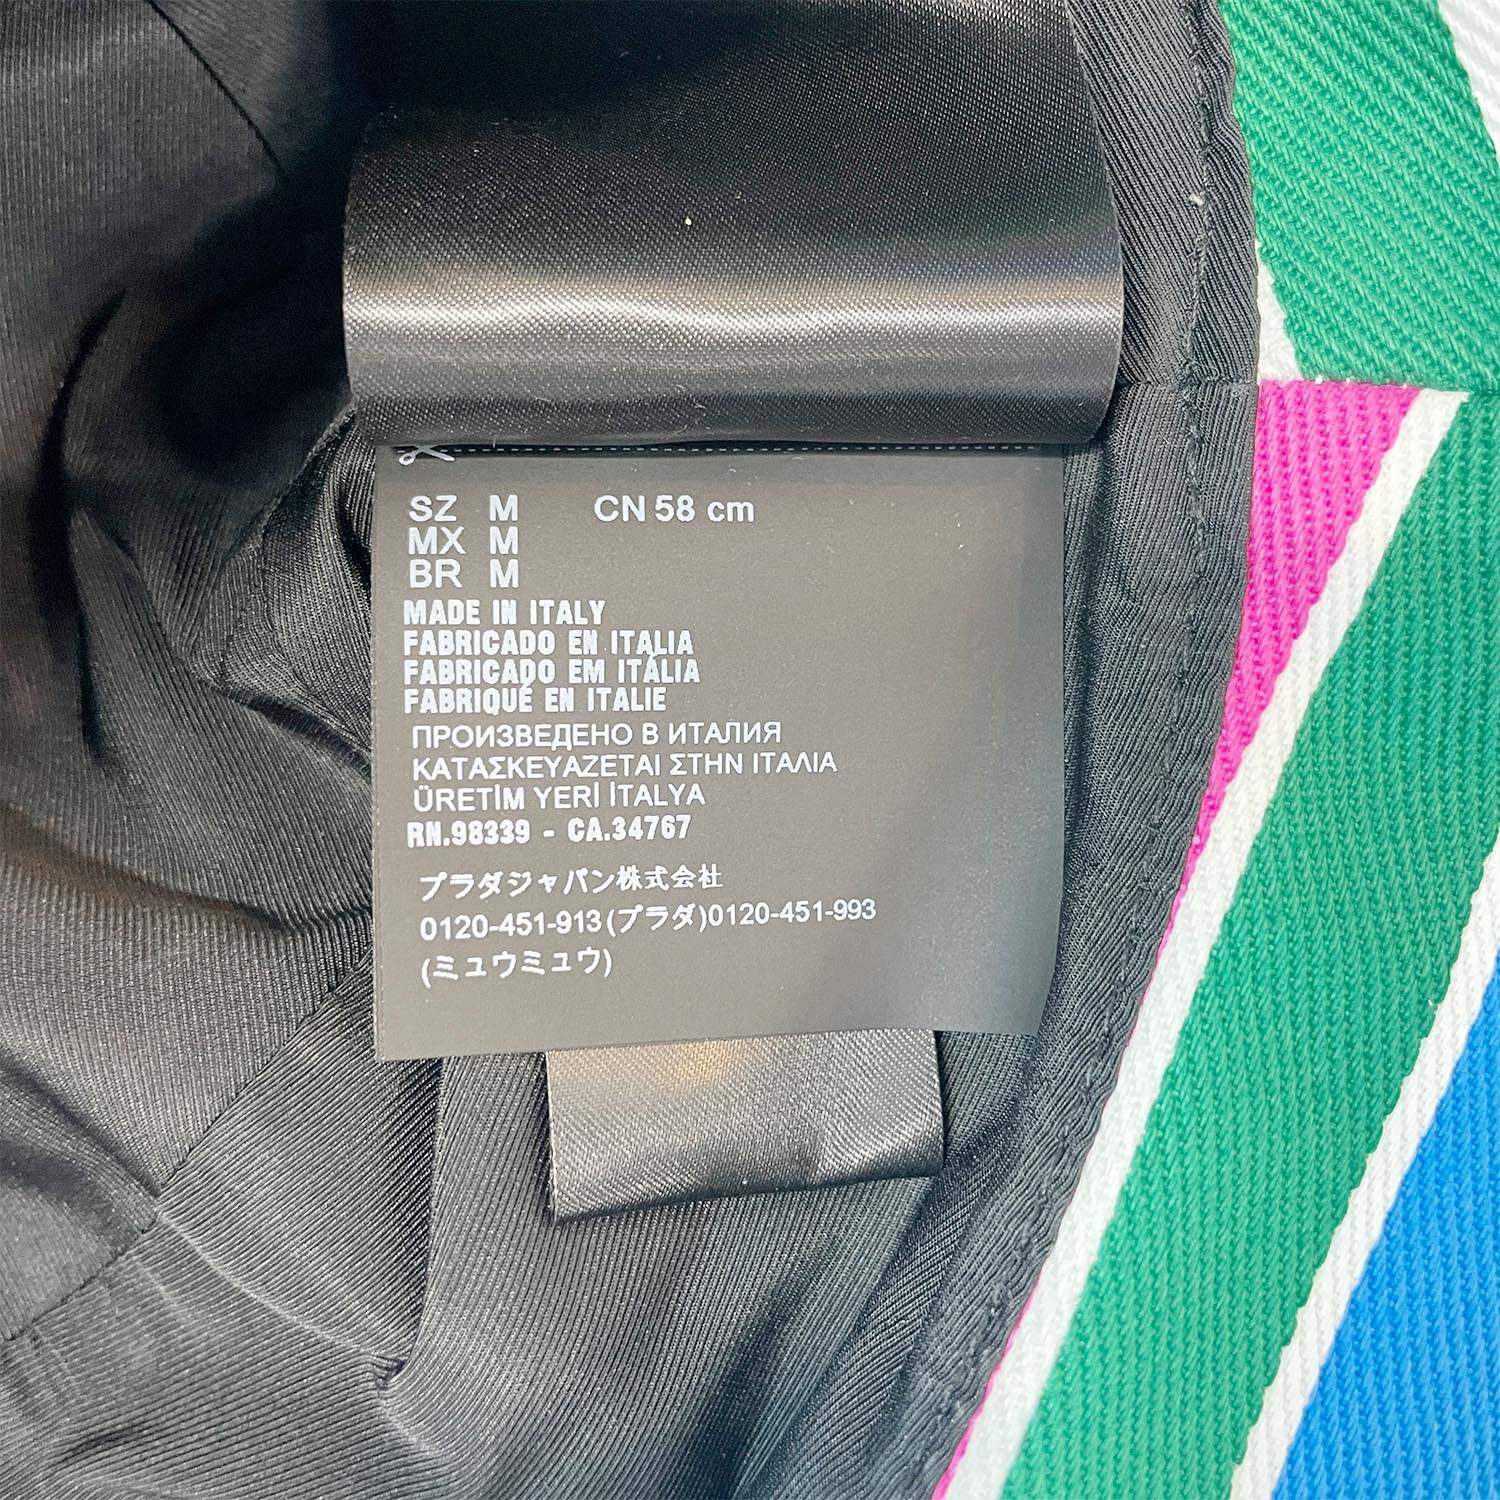 SZ M CN 58 cm
MX M
BR M
MADE IN ITALY
FABRICADO EN ITALIA
FABRICADO EM ITÁLIA
FABRIQUÉ EN ITALIE
ПРОИЗВЕДЕНО В ИТАЛИЯ
ΚΑΤΑΣΚΕΥΑΖΕΤΑΙ ΣΤΗΝ ΙΤΑΛΙΑ
ÜRETİM YERİ İTALYA
RN.98339 - CA.34767
プラダジャパン株式会社
0120-451-913(プラダ)0120-451-993
(ミュウミュウ)